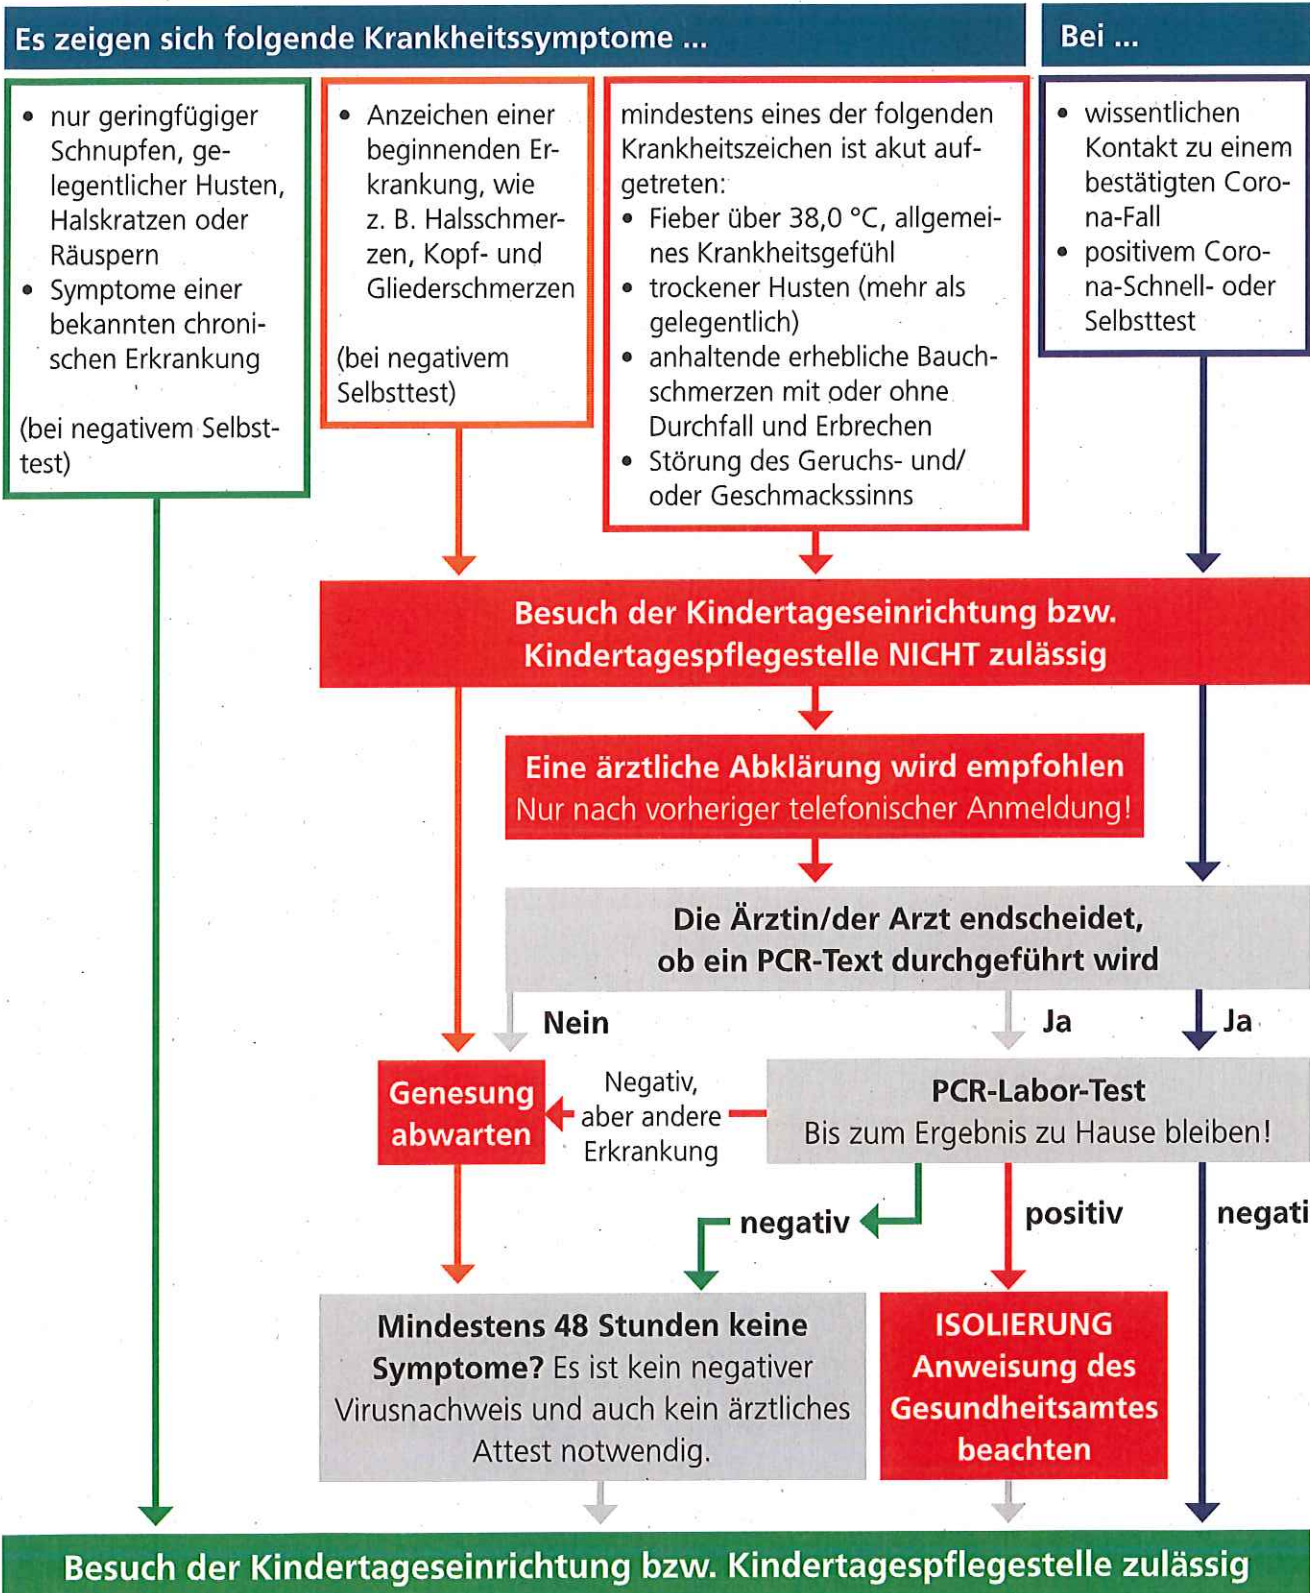 Es zeigen sich folgende Krankheitssymptome ...
Bei ...
• nur geringfügiger
Schnupfen, ge-
legentlicher Husten,
Halskratzen oder
Räuspern
• Symptome einer
bekannten chroni-
schen Erkrankung
(bei negativem Selbst-
test)
• Anzeichen einer
beginnenden Er-
krankung, wie
z. B. Halsschmer-
zen, Kopf- und
Gliederschmerzen
(bei negativem
Selbsttest)
mindestens eines der folgenden
Krankheitszeichen ist akut auf-
getreten:
• Fieber über 38,0 °C, allgemei-
nes Krankheitsgefühl
• trockener Husten (mehr als
gelegentlich)
• anhaltende erhebliche Bauch-
schmerzen mit oder ohne
Durchfall und Erbrechen
• Störung des Geruchs- und/
oder Geschmackssinns
• wissentlichen
Kontakt zu einem
bestätigten Coro-
na-Fall
• positivem Coro-
na-Schnell- oder
Selbsttest
Besuch der Kindertageseinrichtung bzw.
Kindertagespflegestelle NICHT zulässig
Eine ärztliche Abklärung wird empfohlen
Nur nach vorheriger telefonischer Anmeldung!
Die Ärztin/der Arzt endscheidet,
ob ein PCR-Text durchgeführt wird
Nein
Ja
Ja
Genesung
abwarten
Negativ,
aber andere
Erkrankung
PCR-Labor-Test
Bis zum Ergebnis zu Hause bleiben!
negativ
positiv
negati
Mindestens 48 Stunden keine
Symptome? Es ist kein negativer
Virusnachweis und auch kein ärztliches
Attest notwendig.
ISOLIERUNG
Anweisung des
Gesundheitsamtes
beachten
Besuch der Kindertageseinrichtung bzw. Kindertagespflegestelle zulässig